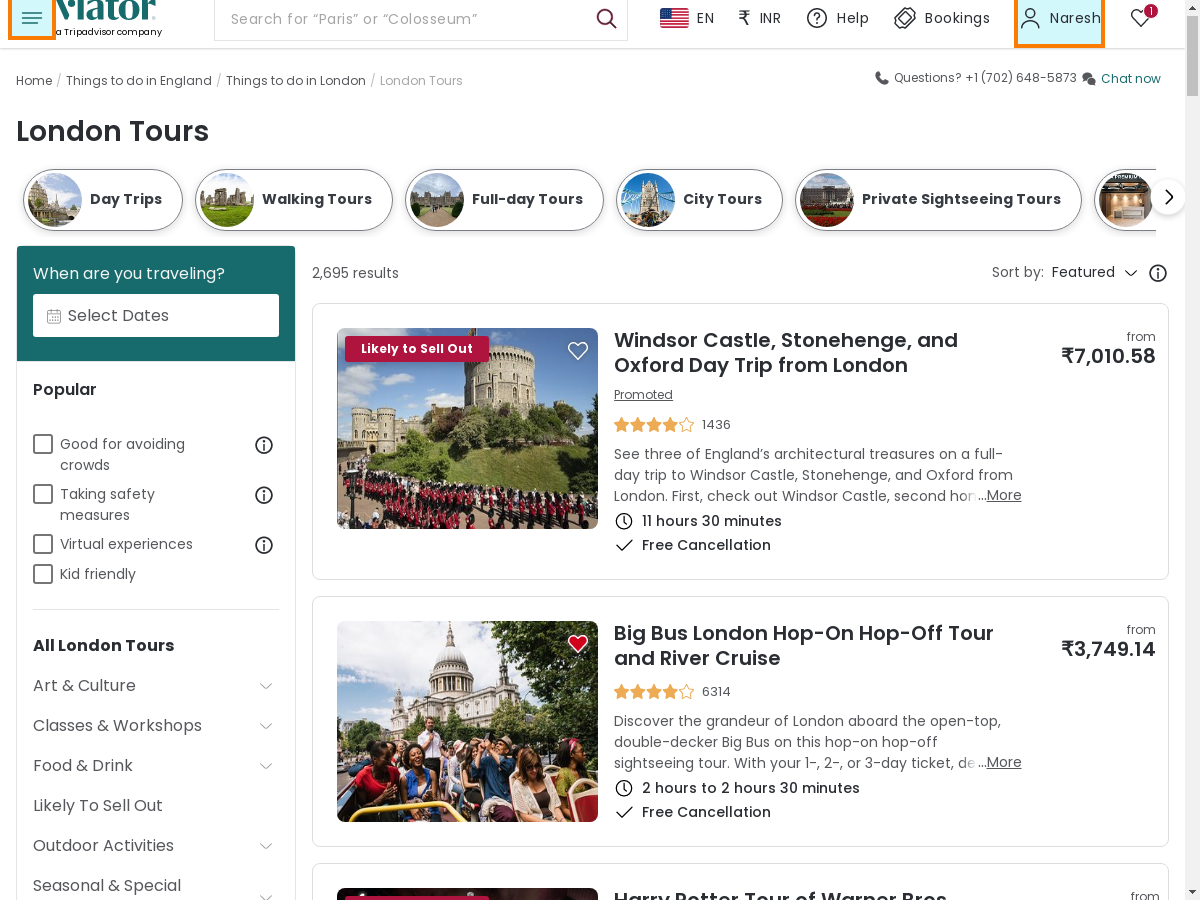 viator
a Tripadvisor company
Search for “Paris” or “Colosseum”
EN
₹ INR
Help
Bookings
Naresh
1
Home / Things to do in England / Things to do in London / London Tours
Questions? +1 (702) 648-5873 Chat now
London Tours
Day Trips
Walking Tours
Full-day Tours
City Tours
Private Sightseeing Tours
When are you traveling?
Select Dates
2,695 results
Sort by: Featured
Popular
Good for avoiding
crowds
Taking safety
measures
Virtual experiences
Kid friendly
All London Tours
Art & Culture
Classes & Workshops
Food & Drink
Likely To Sell Out
Outdoor Activities
Seasonal & Special
Likely to Sell Out
Windsor Castle, Stonehenge, and
Oxford Day Trip from London
from
₹7,010.58
Promoted
1436
See three of England’s architectural treasures on a full-
day trip to Windsor Castle, Stonehenge, and Oxford from
London. First, check out Windsor Castle, second hon...More
11 hours 30 minutes
Free Cancellation
Big Bus London Hop-On Hop-Off Tour
and River Cruise
from
₹3,749.14
6314
Discover the grandeur of London aboard the open-top,
double-decker Big Bus on this hop-on hop-off
sightseeing tour. With your 1-, 2-, or 3-day ticket, de...More
2 hours to 2 hours 30 minutes
Free Cancellation
Harry Potter Tour of Warner Bros.
from